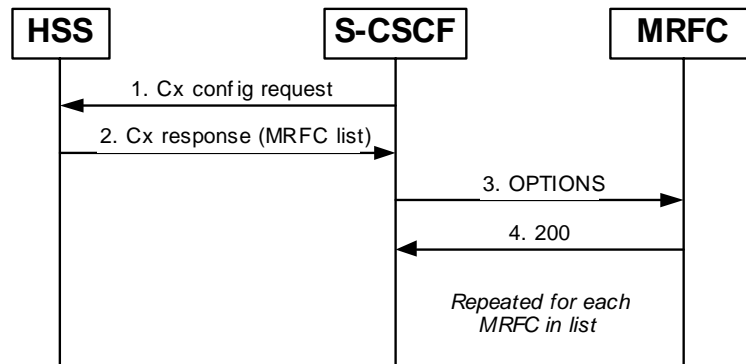 HSS
S-CSCF
MRFC
1. Cx config request
2. Cx response (MRFC list)
3. OPTIONS
4. 200
Repeated for each
MRFC in list